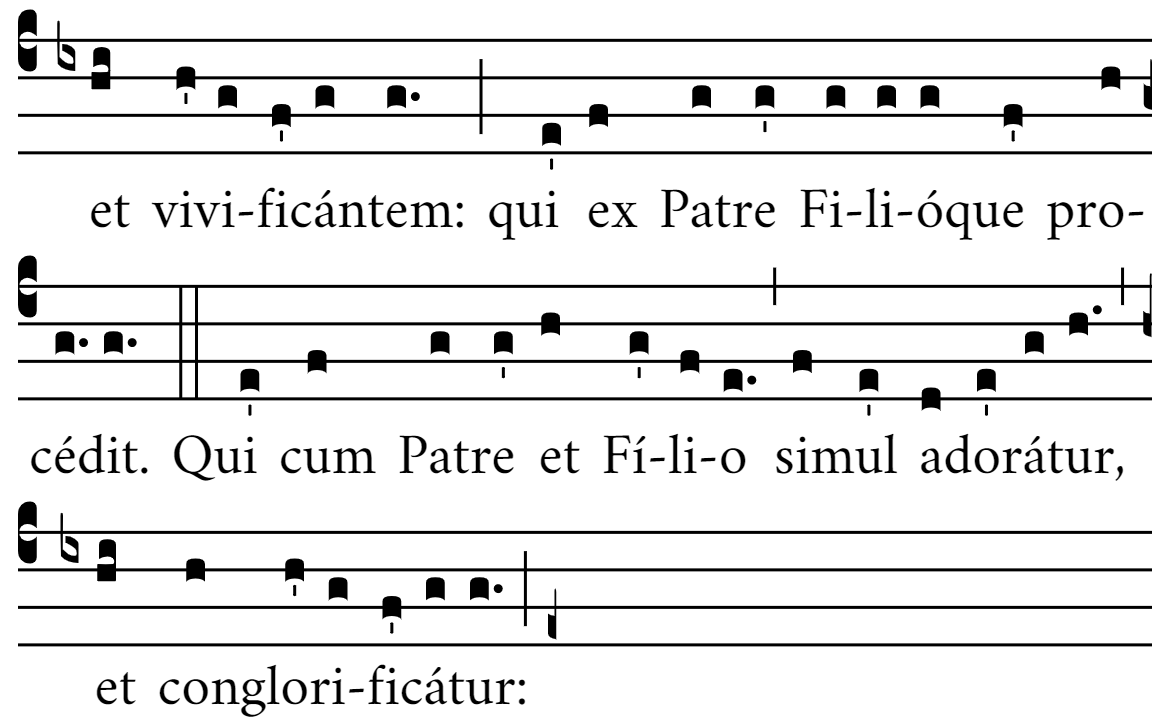 et vivi-ficántem: qui ex Patre Fi-li-óque pro-
cédit. Qui cum Patre et Fí-li-o simul adorátur,
et conglori-ficátur: